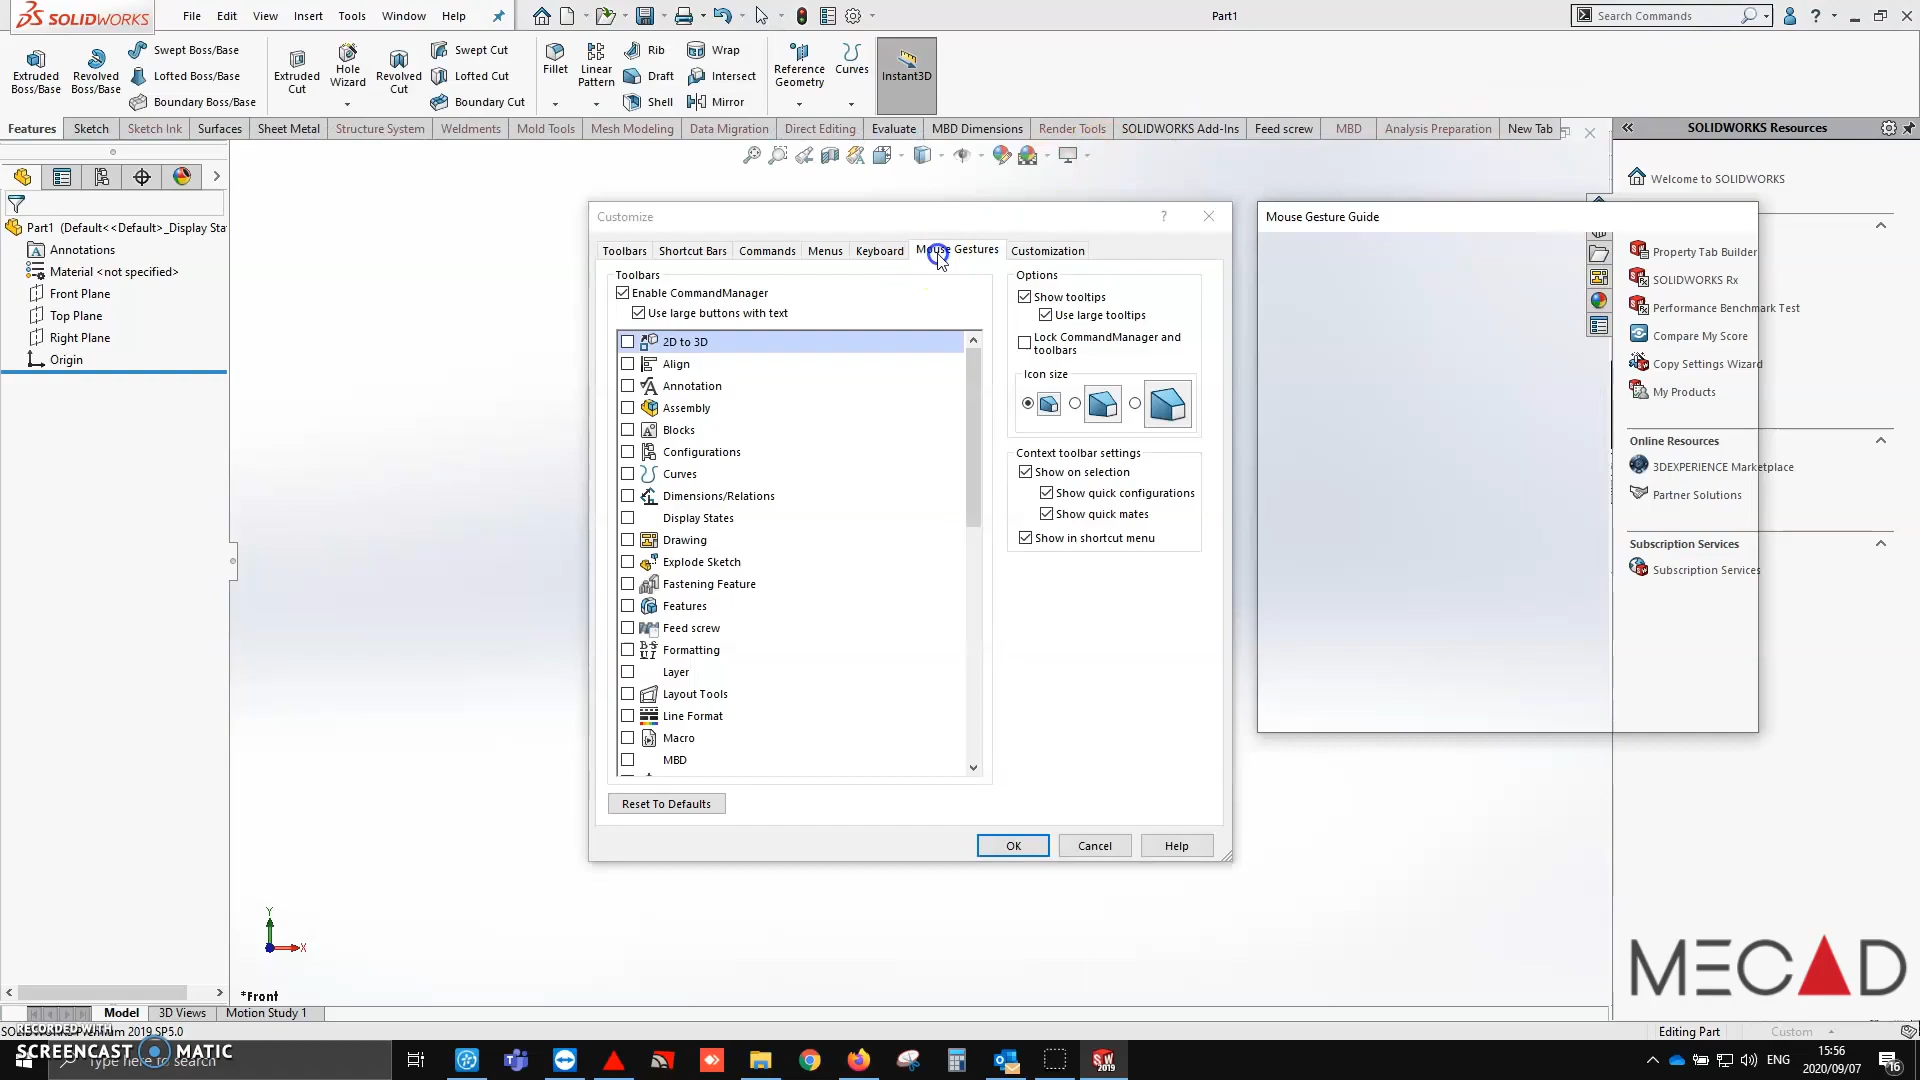 SOLIDWORKS
File Edit View Insert Tools Window Help
Part1
Search Commands
Extruded Boss/Base
Revolved Boss/Base
Swept Boss/Base
Lofted Boss/Base
Boundary Boss/Base
Extruded Cut
Hole Wizard
Revolved Cut
Swept Cut
Lofted Cut
Boundary Cut
Fillet
Linear Pattern
Rib
Draft
Shell
Wrap
Intersect
Mirror
Reference Geometry
Curves
Instant3D
Features Sketch Sketch Ink Surfaces Sheet Metal Structure System Weldments Mold Tools Mesh Modeling Data Migration Direct Editing Evaluate MBD Dimensions Render Tools SOLIDWORKS Add-Ins Feed screw MBD Analysis Preparation New Tab
SOLIDWORKS Resources
Part1 (Default<<Default>_Display Sta
Annotations
Material <not specified>
Front Plane
Top Plane
Right Plane
Origin
Customize
Toolbars Shortcut Bars Commands Menus Keyboard Mouse Gestures Customization
Toolbars
Enable CommandManager
Use large buttons with text
2D to 3D
Align
Annotation
Assembly
Blocks
Configurations
Curves
Dimensions/Relations
Display States
Drawing
Explode Sketch
Fastening Feature
Features
Feed screw
Formatting
Layer
Layout Tools
Line Format
Macro
MBD
Reset To Defaults
Options
Show tooltips
Use large tooltips
Lock CommandManager and
toolbars
Icon size
Context toolbar settings
Show on selection
Show quick configurations
Show quick mates
Show in shortcut menu
OK Cancel Help
Mouse Gesture Guide
Welcome to SOLIDWORKS
Property Tab Builder
SOLIDWORKS Rx
Performance Benchmark Test
Compare My Score
Copy Settings Wizard
My Products
Online Resources
3DEXPERIENCE Marketplace
Partner Solutions
Subscription Services
Subscription Services
Y
X
*Front
MECAD
Model 3D Views Motion Study 1
RECORDED WITH
SOLIDWORKS Premium 2019 SP5.0
Editing Part
Custom
SCREENCAST MATIC
Type here to search
SW 2019
ENG
15:56
2020/09/07
16